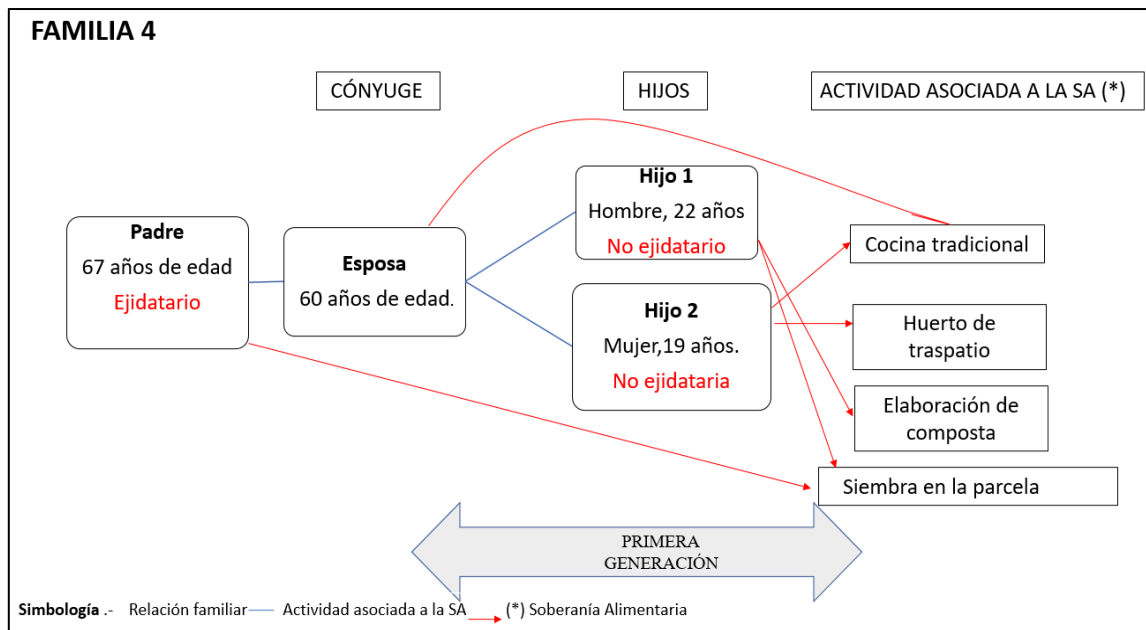 FAMILIA 4
CÓNYUGE
HIJOS
ACTIVIDAD ASOCIADA A LA SA (*)
Padre
67 años de edad
Ejidatario
Esposa
60 años de edad.
Hijo 1
Hombre, 22 años
No ejidatario
Hijo 2
Mujer,19 años.
No ejidataria
Cocina tradicional
Huerto de
traspatio
Elaboración de
composta
Siembra en la parcela
PRIMERA
GENERACIÓN
Simbología .- Relación familiar Actividad asociada a la SA (*) Soberanía Alimentaria